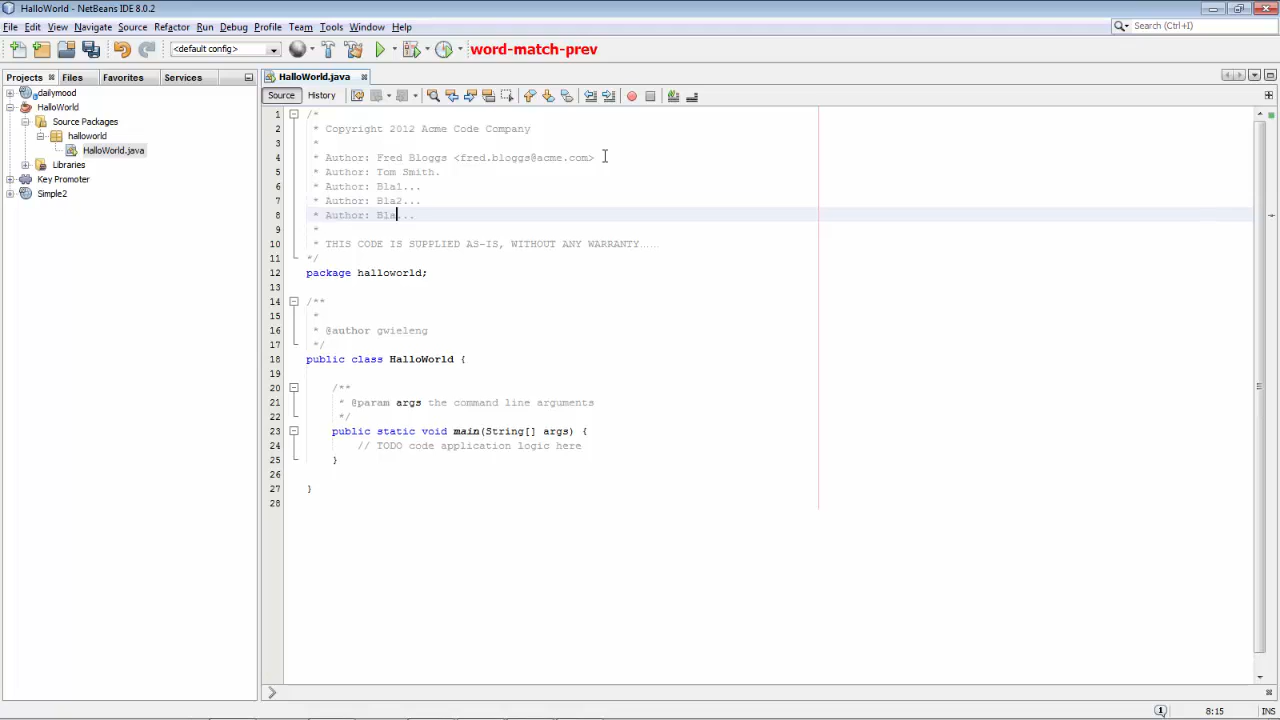 HalloWorld - NetBeans IDE 8.0.2
File Edit View Navigate Source Refactor Run Debug Profile Team Tools Window Help
Search (Ctrl+I)
<default config>
word-match-prev
Projects Files Favorites Services
HalloWorld.java
dailymood
HalloWorld
Source Packages
halloworld
HalloWorld.java
Libraries
Key Promoter
Simple2
Source History
1 /*
2 * Copyright 2012 Acme Code Company
3 *
4 * Author: Fred Bloggs <fred.bloggs@acme.com>
5 * Author: Tom Smith.
6 * Author: Bla1...
7 * Author: Bla2...
8 * Author: Bla...
9 *
10 * THIS CODE IS SUPPLIED AS-IS, WITHOUT ANY WARRANTY.....
11 */
12 package halloworld;
13
14 /**
15 *
16 * @author gwieleng
17 */
18 public class HalloWorld {
19
20 /**
21 * @param args the command line arguments
22 */
23 public static void main(String[] args) {
24 // TODO code application logic here
25 }
26
27 }
28
8:15 INS